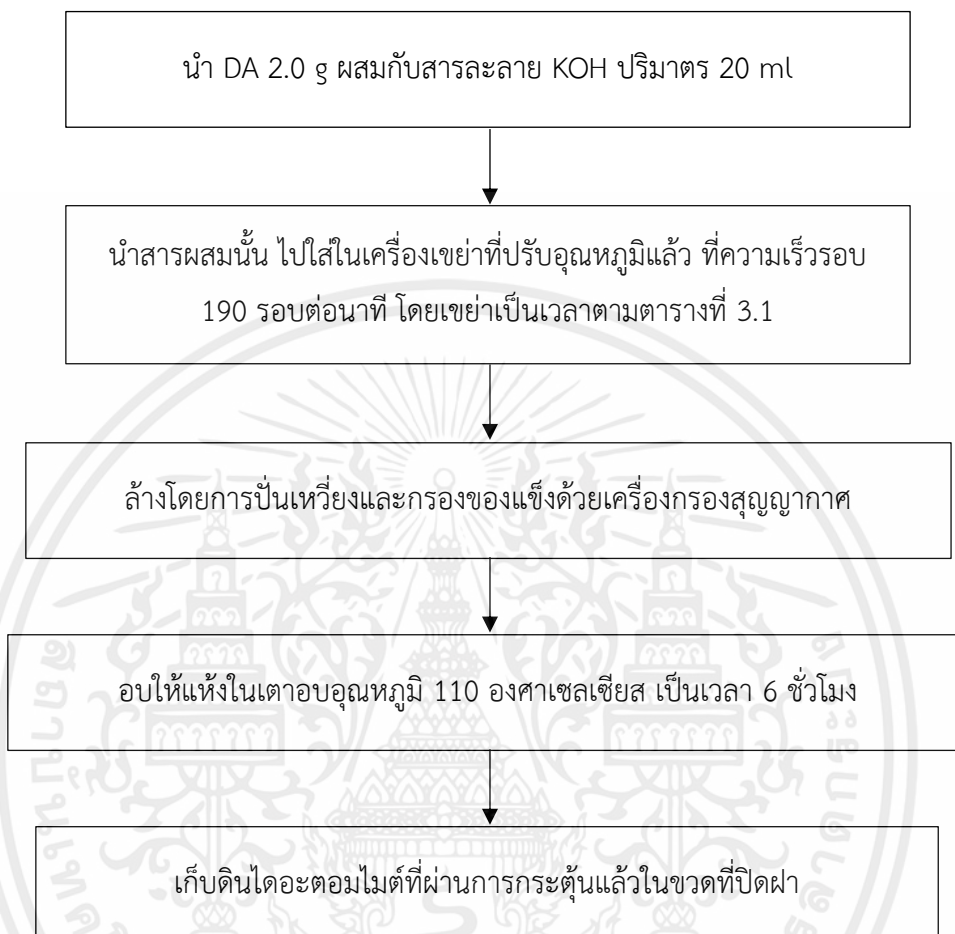 นำ DA 2.0 g ผสมกับสารละลาย KOH ปริมาตร 20 ml
นำสารผสมนั้น ไปใส่ในเครื่องเขย่าที่ปรับอุณหภูมิแล้ว ที่ความเร็วรอบ
190 รอบต่อนาที โดยเขย่าเป็นเวลาตามตารางที่ 3.1
ล้างโดยการปั่นเหวี่ยงและกรองของแข็งด้วยเครื่องกรองสุญญากาศ
อบให้แห้งในเตาอบอุณหภูมิ 110 องศาเซลเซียส เป็นเวลา 6 ชั่วโมง
เก็บดินไดอะตอมไมต์ที่ผ่านการกระตุ้นแล้วในขวดที่ปิดฝา